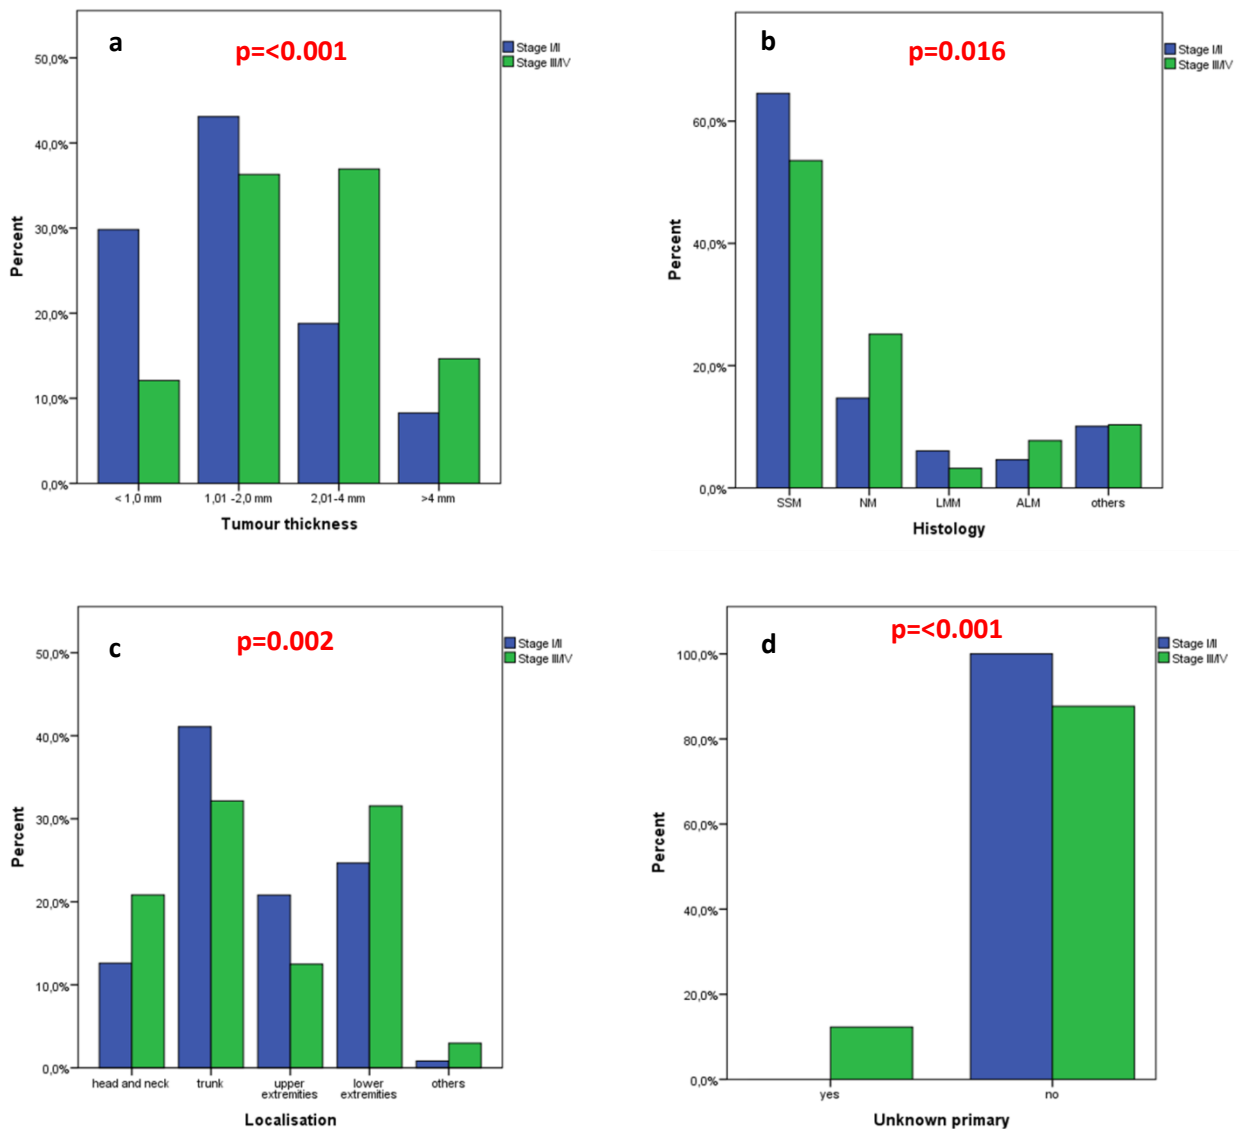 a
p=<0.001
Stage I/II
Stage III/IV
50,0%
40,0%
30,0%
20,0%
10,0%
0,0%
Percent
< 1,0 mm
1,01 -2,0 mm
2,01-4 mm
>4 mm
Tumour thickness
b
p=0.016
Stage I/II
Stage III/IV
60,0%
40,0%
20,0%
0,0%
Percent
SSM
NM
LMM
ALM
others
Histology
c
p=0.002
Stage I/II
Stage III/IV
50,0%
40,0%
30,0%
20,0%
10,0%
0,0%
Percent
head and neck
trunk
upper
extremities
lower
extremities
others
Localisation
d
p=<0.001
Stage I/II
Stage III/IV
100,0%
80,0%
60,0%
40,0%
20,0%
0,0%
Percent
yes
no
Unknown primary